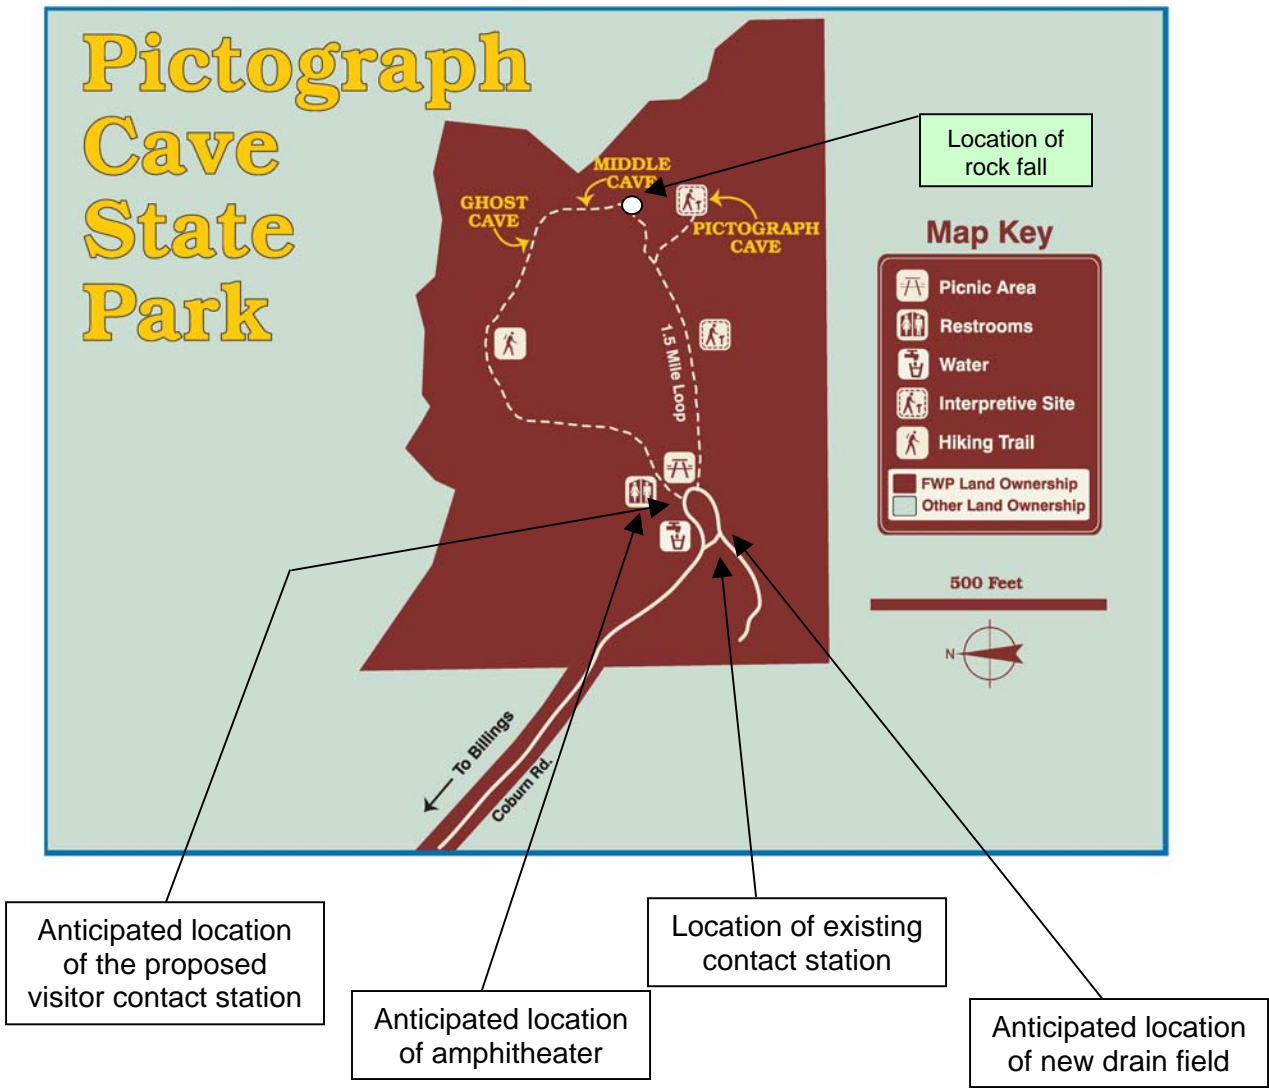 Pictograph
Cave
State
Park
Location of
rock fall
MIDDLE
CAVE
GHOST
CAVE
PICTOGRAPH
CAVE
1.5 Mile Loop
Map Key
Picnic Area
Restrooms
Water
Interpretive Site
Hiking Trail
FWP Land Ownership
Other Land Ownership
500 Feet
N
To Billings
Coburn Rd.
Anticipated location
of the proposed
visitor contact station
Anticipated location
of amphitheater
Location of existing
contact station
Anticipated location
of new drain field